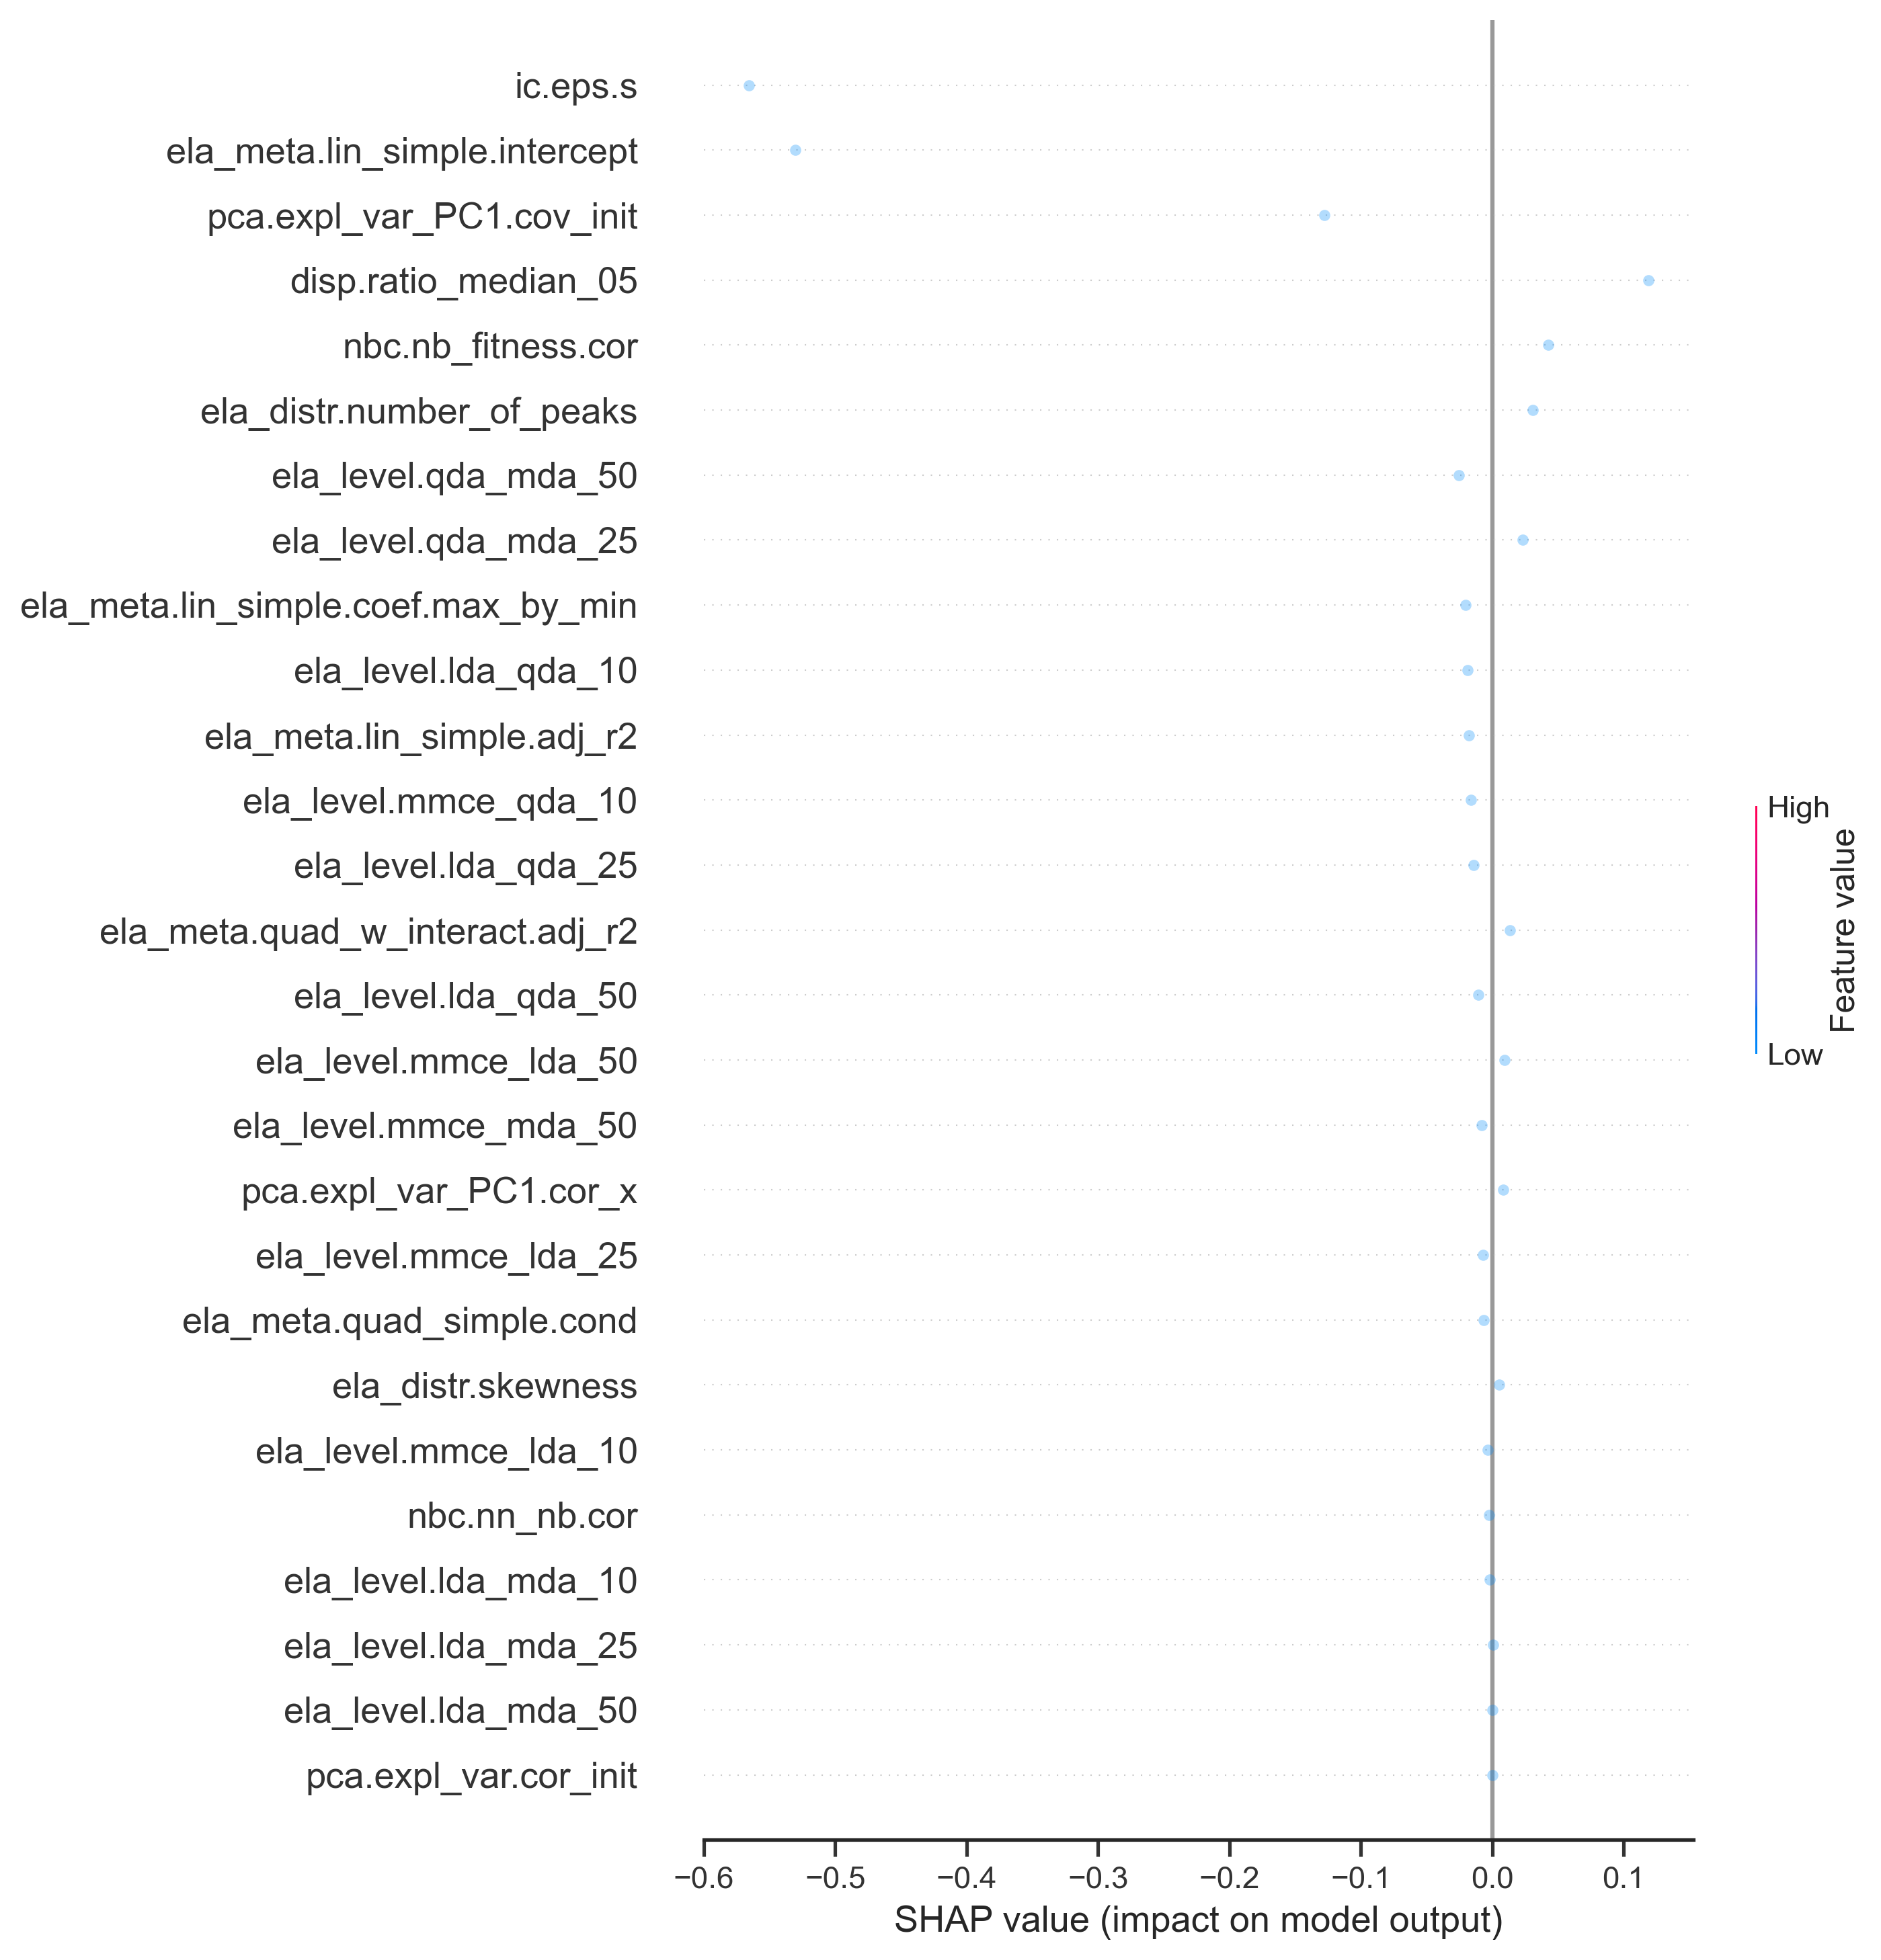 ic.eps.s
ela_meta.lin_simple.intercept
pca.expl_var_PC1.cov_init
disp.ratio_median_05
nbc.nb_fitness.cor
ela_distr.number_of_peaks
ela_level.qda_mda_50
ela_level.qda_mda_25
ela_meta.lin_simple.coef.max_by_min
ela_level.lda_qda_10
ela_meta.lin_simple.adj_r2
ela_level.mmce_qda_10
ela_level.lda_qda_25
ela_meta.quad_w_interact.adj_r2
ela_level.lda_qda_50
ela_level.mmce_lda_50
ela_level.mmce_mda_50
pca.expl_var_PC1.cor_x
ela_level.mmce_lda_25
ela_meta.quad_simple.cond
ela_distr.skewness
ela_level.mmce_lda_10
nbc.nn_nb.cor
ela_level.lda_mda_10
ela_level.lda_mda_25
ela_level.lda_mda_50
pca.expl_var.cor_init
−0.6 −0.5 −0.4 −0.3 −0.2 −0.1 0.0 0.1
SHAP value (impact on model output)
High
Feature value
Low